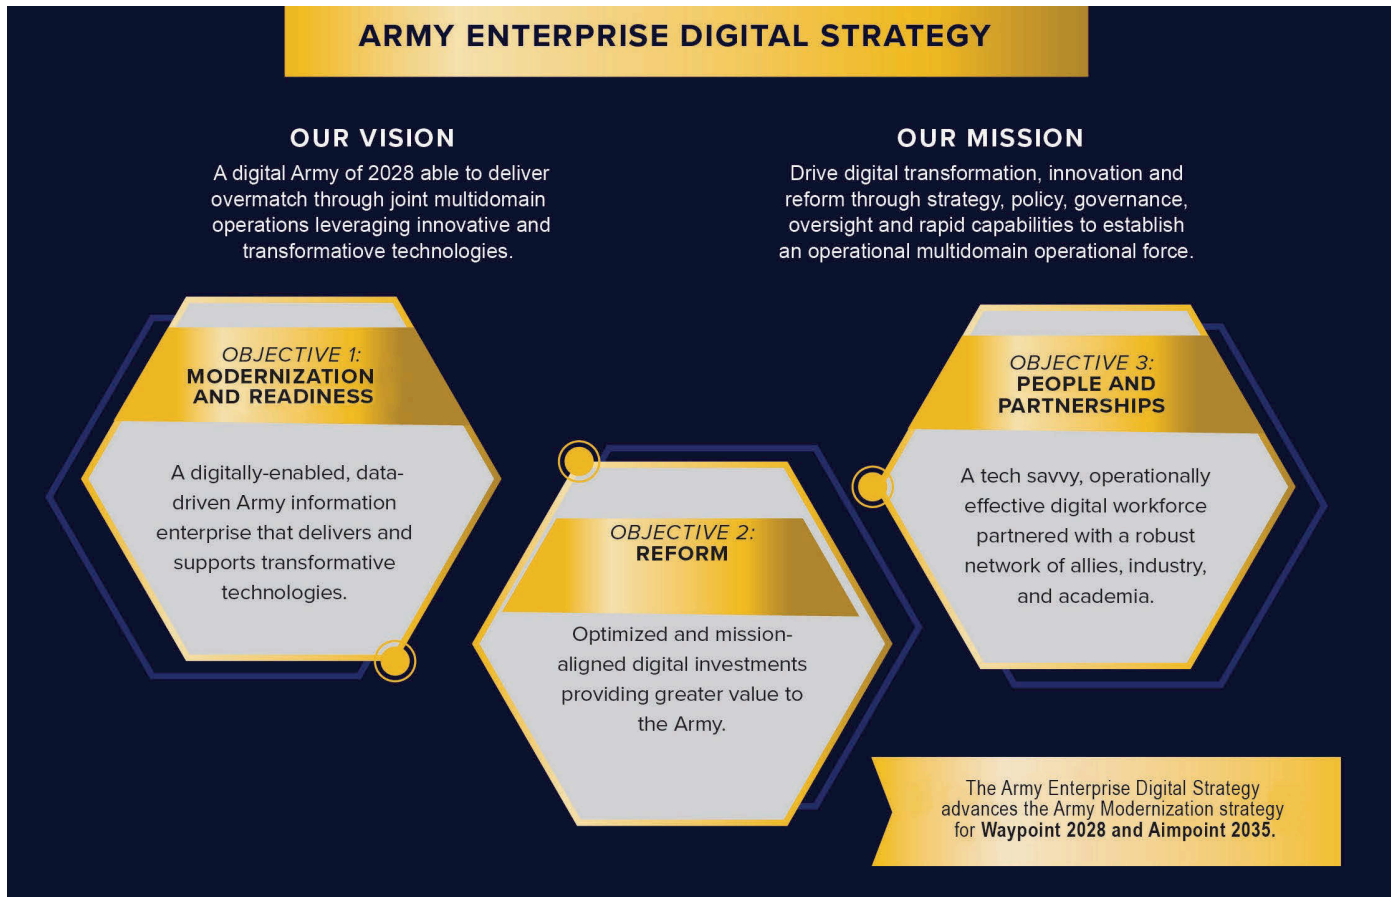 ARMY ENTERPRISE DIGITAL STRATEGY
OUR VISION
A digital Army of 2028 able to deliver
overmatch through joint multidomain
operations leveraging innovative and
transformatiove technologies.
OUR MISSION
Drive digital transformation, innovation and
reform through strategy, policy, governance,
oversight and rapid capabilities to establish
an operational multidomain operational force.
OBJECTIVE 1:
MODERNIZATION
AND READINESS
A digitally-enabled, data-
driven Army information
enterprise that delivers and
supports transformative
technologies.
OBJECTIVE 2:
REFORM
Optimized and mission-
aligned digital investments
providing greater value to
the Army.
OBJECTIVE 3:
PEOPLE AND
PARTNERSHIPS
A tech savvy, operationally
effective digital workforce
partnered with a robust
network of allies, industry,
and academia.
The Army Enterprise Digital Strategy
advances the Army Modernization strategy
for Waypoint 2028 and Aimpoint 2035.